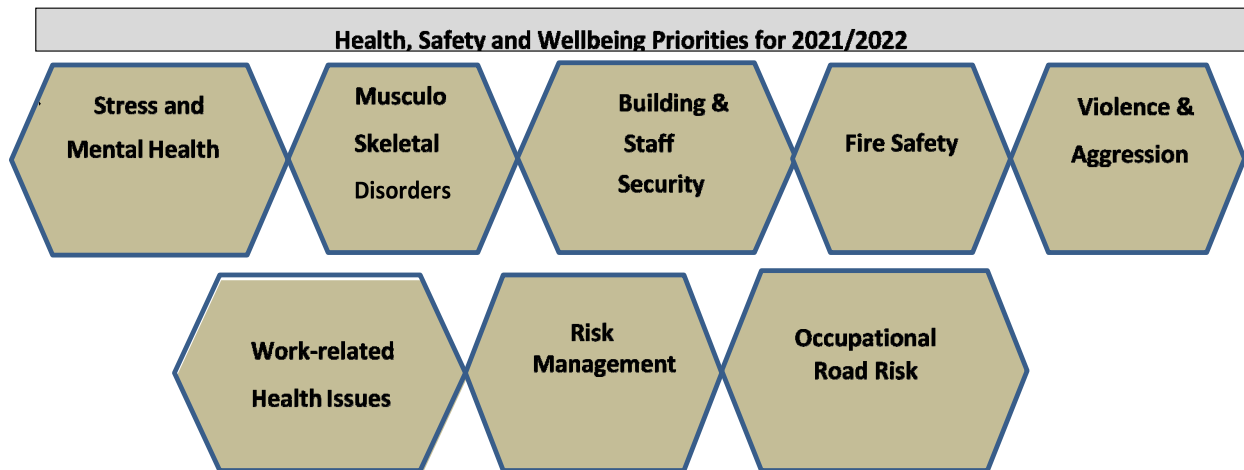 Health, Safety and Wellbeing Priorities for 2021/2022
Stress and
Mental Health
Musculo
Skeletal
Disorders
Building &
Staff
Security
Fire Safety
Violence &
Aggression
Work-related
Health Issues
Risk
Management
Occupational
Road Risk